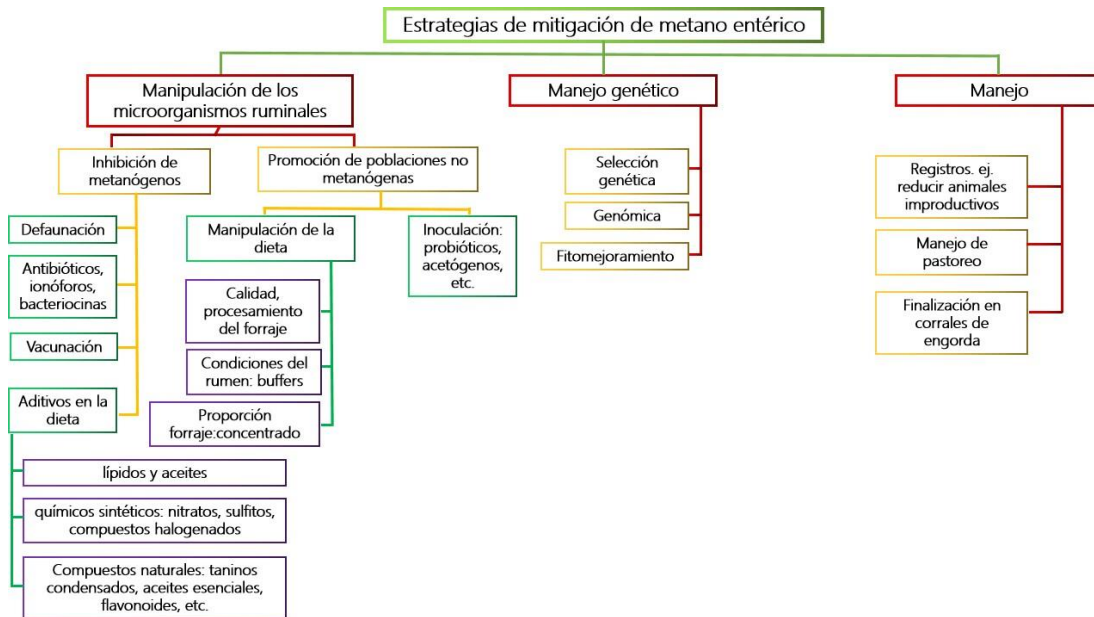 Estrategias de mitigación de metano entérico
Manipulación de los
microorganismos ruminales
Manejo genético
Manejo
Inhibición de
metanógenos
Promoción de poblaciones no
metanógenas
Defaunación
Antibióticos,
ionóforos,
bacteriocinas
Vacunación
Aditivos en la
dieta
lípidos y aceites
químicos sintéticos: nitratos, sulfitos,
compuestos halogenados
Compuestos naturales: taninos
condensados, aceites esenciales,
flavonoides, etc.
Manipulación de la
dieta
Inoculación:
probióticos,
acetógenos,
etc.
Calidad,
procesamiento
del forraje
Condiciones del
rumen: buffers
Proporción
forraje:concentrado
Selección
genética
Genómica
Fitomejoramiento
Registros. ej.
reducir animales
improductivos
Manejo de
pastoreo
Finalización en
corrales de
engorda